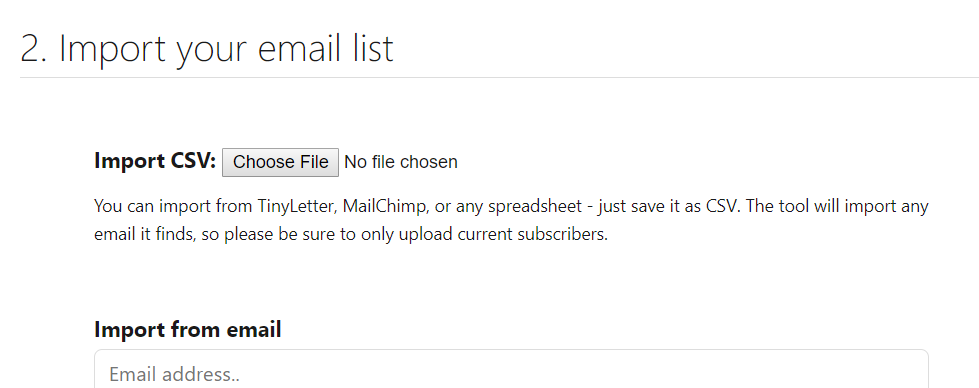 2. Import your email list
Import CSV: Choose File No file chosen
You can import from TinyLetter, MailChimp, or any spreadsheet - just save it as CSV. The tool will import any
email it finds, so please be sure to only upload current subscribers.
Import from email
Email address..